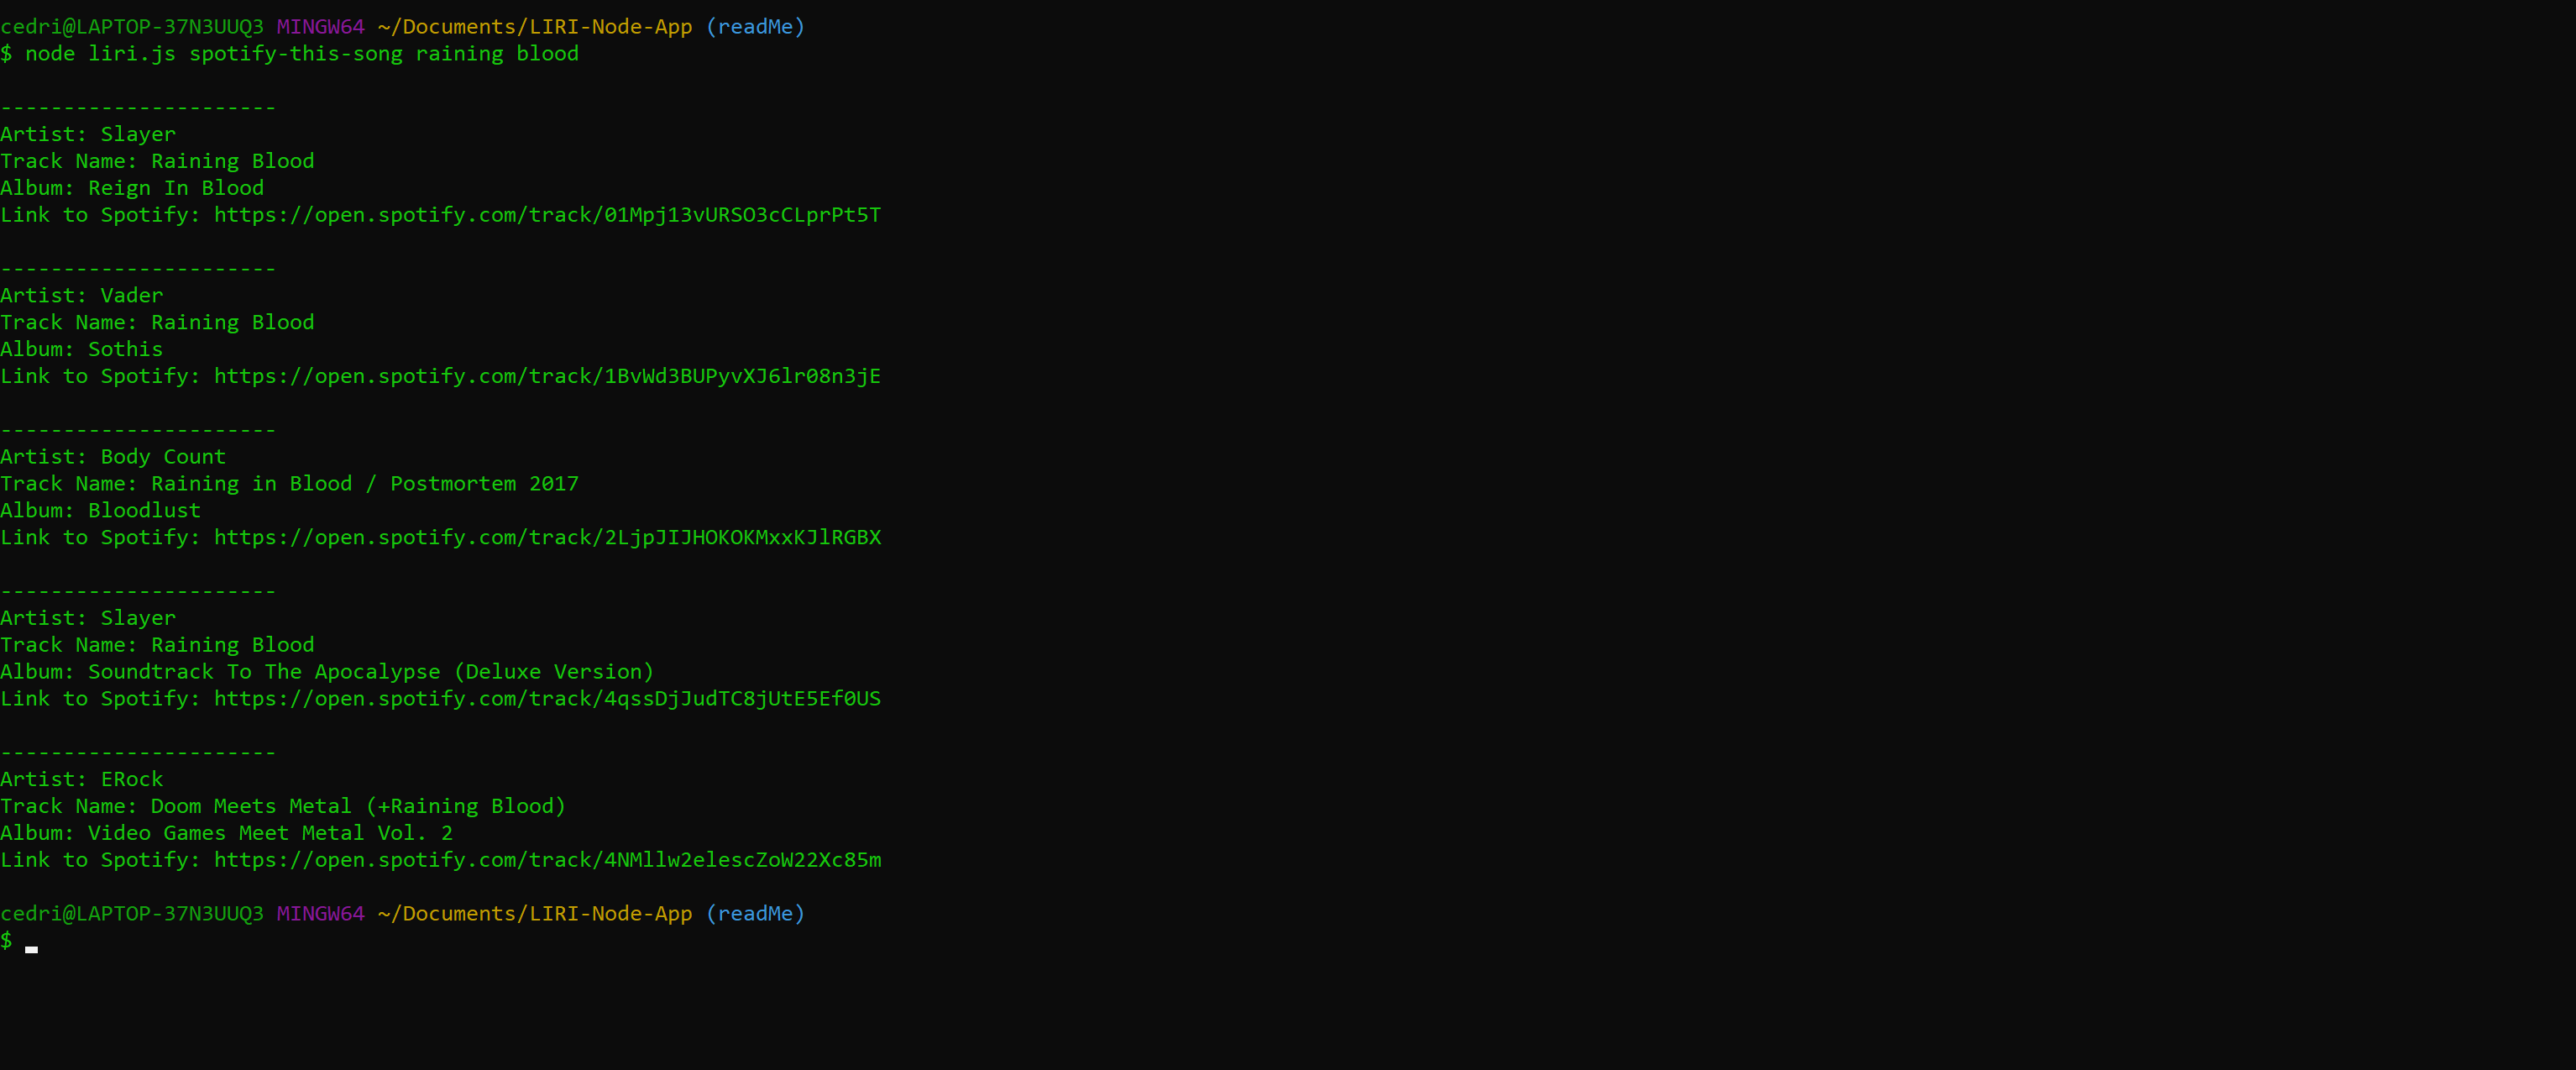 cedri@LAPTOP-37N3UUQ3 MINGW64 ~/Documents/LIRI-Node-App (readMe)
$ node liri.js spotify-this-song raining blood
----------------------
Artist: Slayer
Track Name: Raining Blood
Album: Reign In Blood
Link to Spotify: https://open.spotify.com/track/01Mpj13vURSO3cCLprPt5T
----------------------
Artist: Vader
Track Name: Raining Blood
Album: Sothis
Link to Spotify: https://open.spotify.com/track/1BvWd3BUPyvXJ6lr08n3jE
----------------------
Artist: Body Count
Track Name: Raining in Blood / Postmortem 2017
Album: Bloodlust
Link to Spotify: https://open.spotify.com/track/2LjpJIJHOKOKMxxKJlRGBX
----------------------
Artist: Slayer
Track Name: Raining Blood
Album: Soundtrack To The Apocalypse (Deluxe Version)
Link to Spotify: https://open.spotify.com/track/4qssDjJudTC8jUtE5Ef0US
----------------------
Artist: ERock
Track Name: Doom Meets Metal (+Raining Blood)
Album: Video Games Meet Metal Vol. 2
Link to Spotify: https://open.spotify.com/track/4NMllw2elescZoW22Xc85m
cedri@LAPTOP-37N3UUQ3 MINGW64 ~/Documents/LIRI-Node-App (readMe)
$